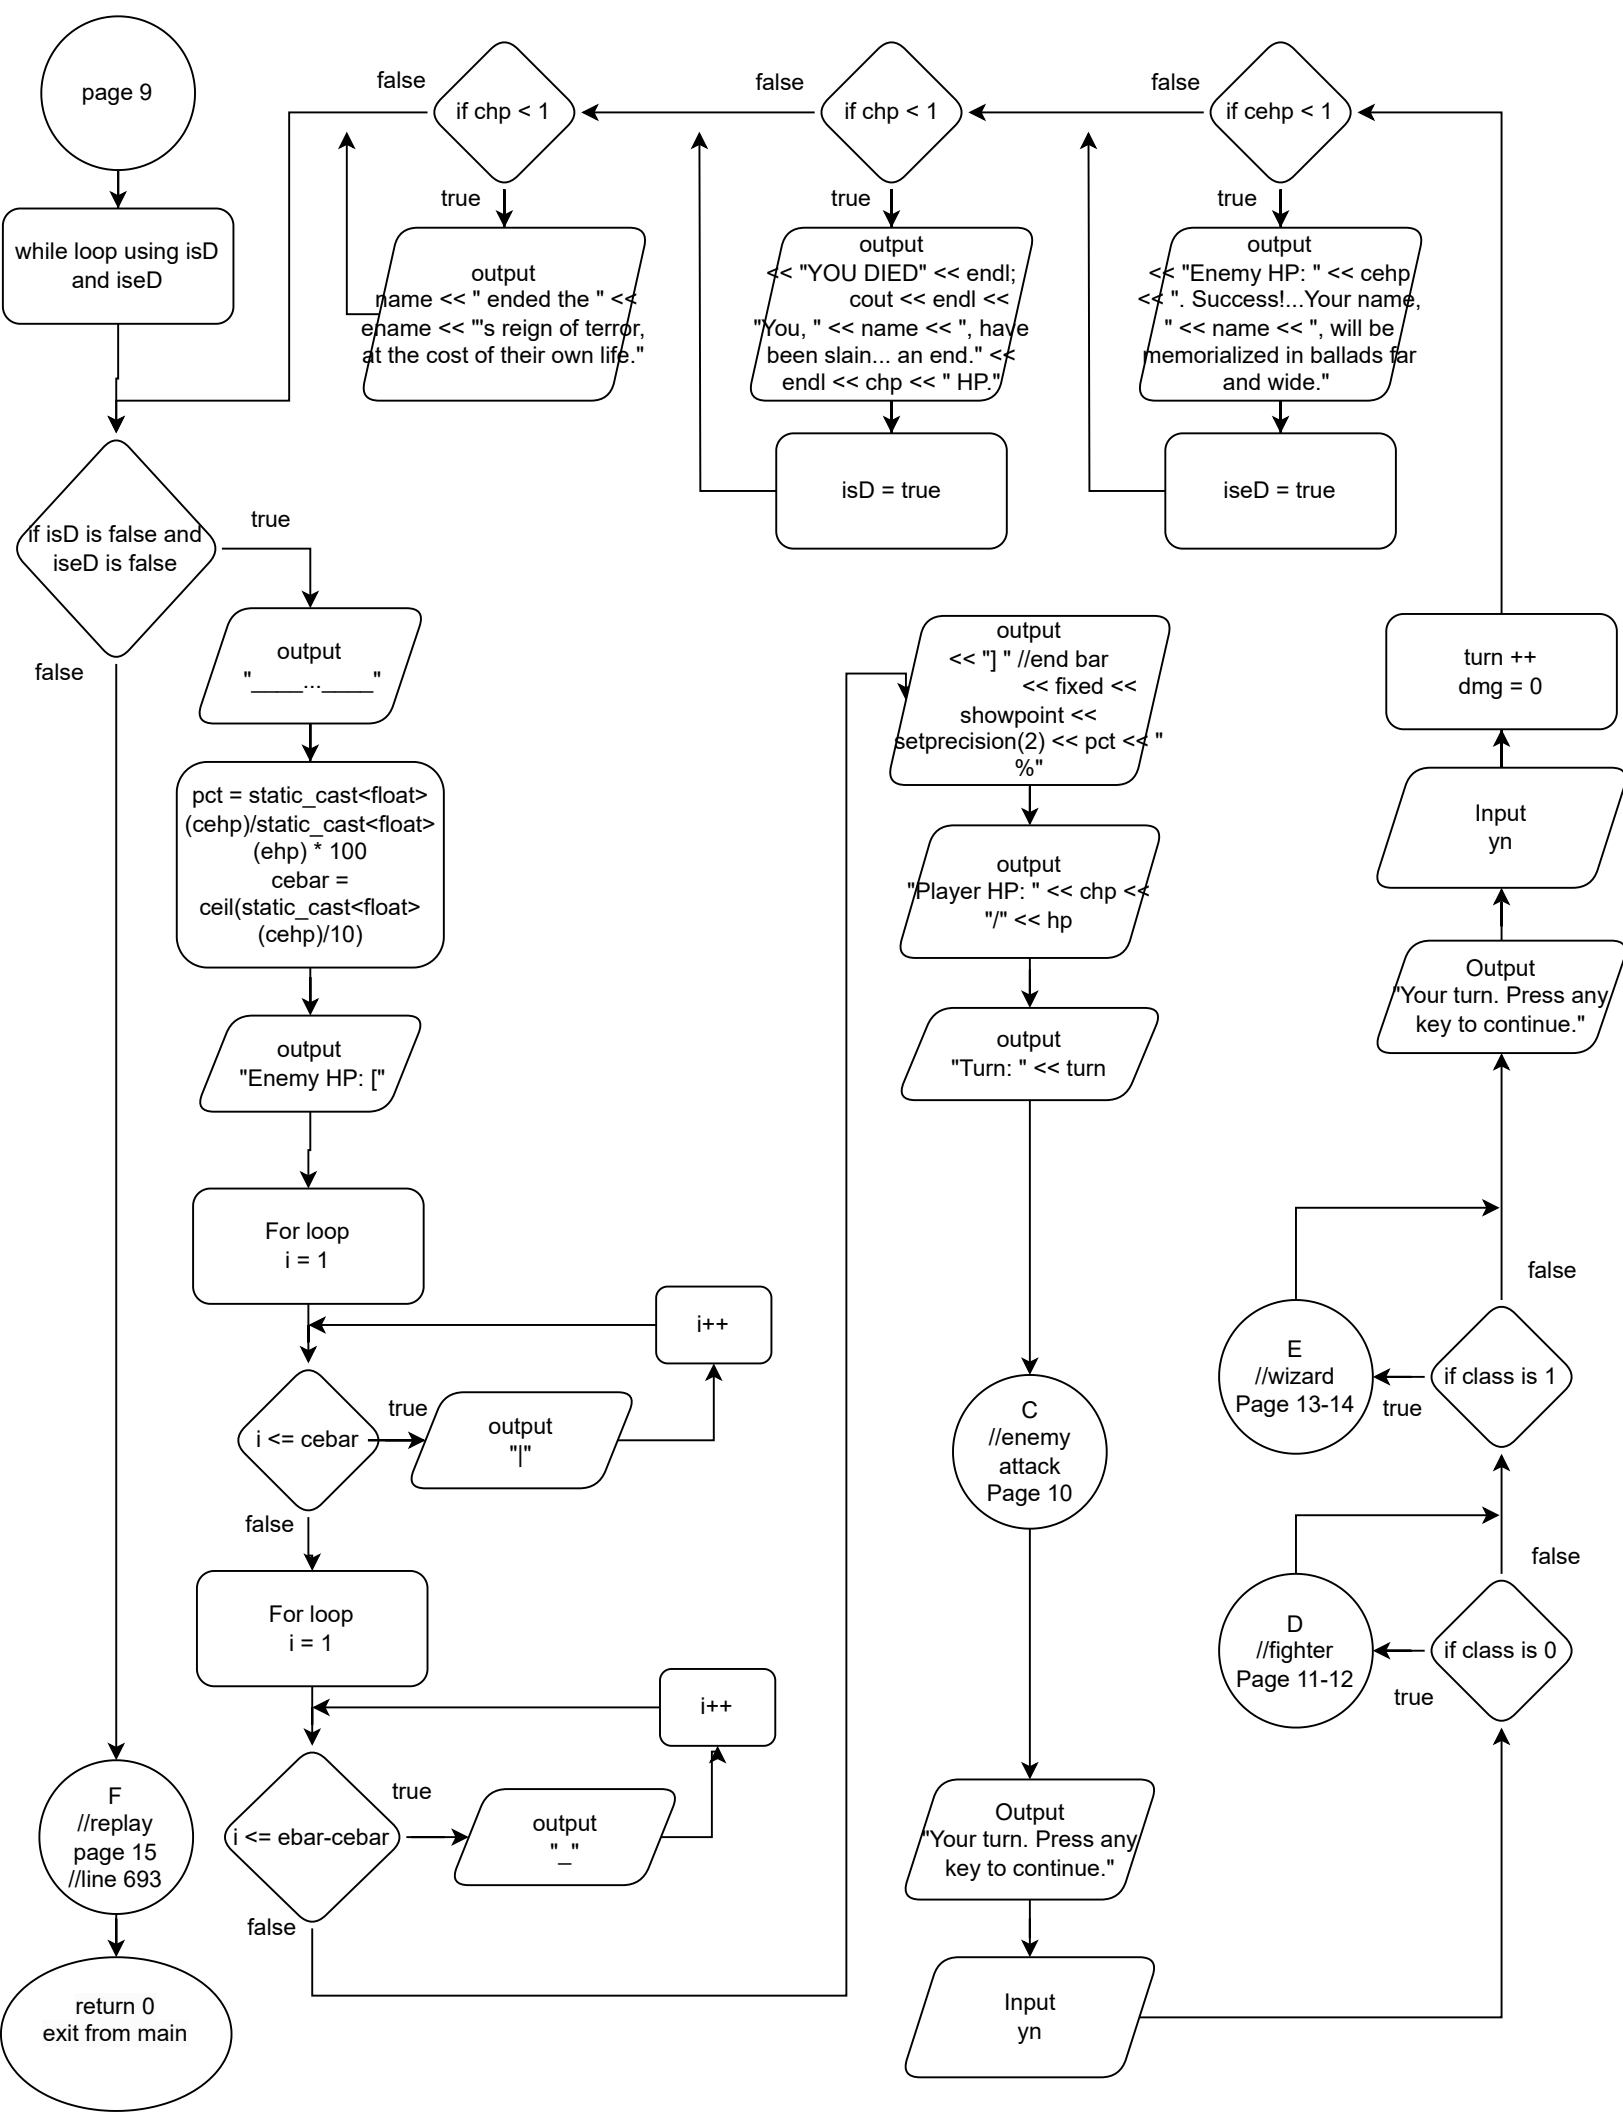 page 9
while loop using isD
and iseD
if isD is false and
iseD is false
true
false
output
"____...____"
pct = static_cast<float>
(cehp)/static_cast<float>
(ehp) * 100
cebar =
ceil(static_cast<float>
(cehp)/10)
output
"Enemy HP: ["
For loop
i = 1
i++
i <= cebar
true
output
"|"
false
For loop
i = 1
i++
i <= ebar-cebar
true
output
"_"
false
F
//replay
page 15
//line 693
return 0
exit from main
output
<< "] " //end bar
<< fixed <<
showpoint <<
setprecision(2) << pct << "
%"
output
"Player HP: " << chp <<
"/" << hp
output
"Turn: " << turn
C
//enemy
attack
Page 10
Output
"Your turn. Press any
key to continue."
Input
yn
if class is 0
true
false
D
//fighter
Page 11-12
if class is 1
true
false
E
//wizard
Page 13-14
Output
"Your turn. Press any
key to continue."
Input
yn
turn ++
dmg = 0
if cehp < 1
false
true
output
<< "Enemy HP: " << cehp
<< ". Success!...Your name,
" << name << ", will be
memorialized in ballads far
and wide."
iseD = true
if chp < 1
false
true
output
<< "YOU DIED" << endl;
cout << endl <<
"You, " << name << ", have
been slain... an end." <<
endl << chp << " HP."
isD = true
if chp < 1
false
true
output
name << " ended the " <<
ename << "'s reign of terror,
at the cost of their own life."